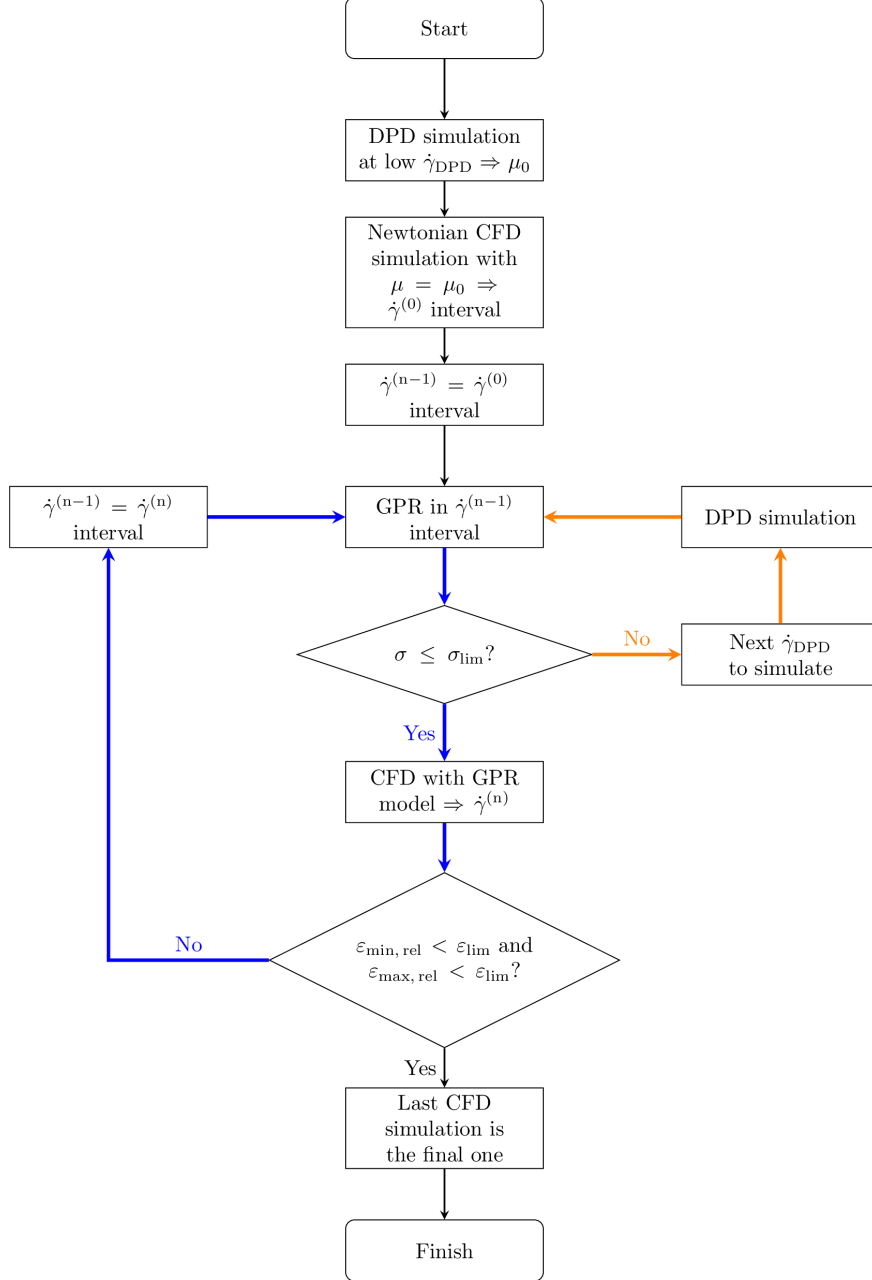 Start
DPD simulation
at low γ̇_DPD ⇒ μ₀
Newtonian CFD
simulation with
μ = μ₀ ⇒
γ̇⁽⁰⁾ interval
γ̇⁽ⁿ⁻¹⁾ = γ̇⁽⁰⁾
interval
γ̇⁽ⁿ⁻¹⁾ = γ̇⁽ⁿ⁾
interval
GPR in γ̇⁽ⁿ⁻¹⁾
interval
DPD simulation
σ ≤ σ_lim?
No
Next γ̇_DPD
to simulate
Yes
CFD with GPR
model ⇒ γ̇⁽ⁿ⁾
No
ε_min, rel < ε_lim and
ε_max, rel < ε_lim?
Yes
Last CFD
simulation is
the final one
Finish